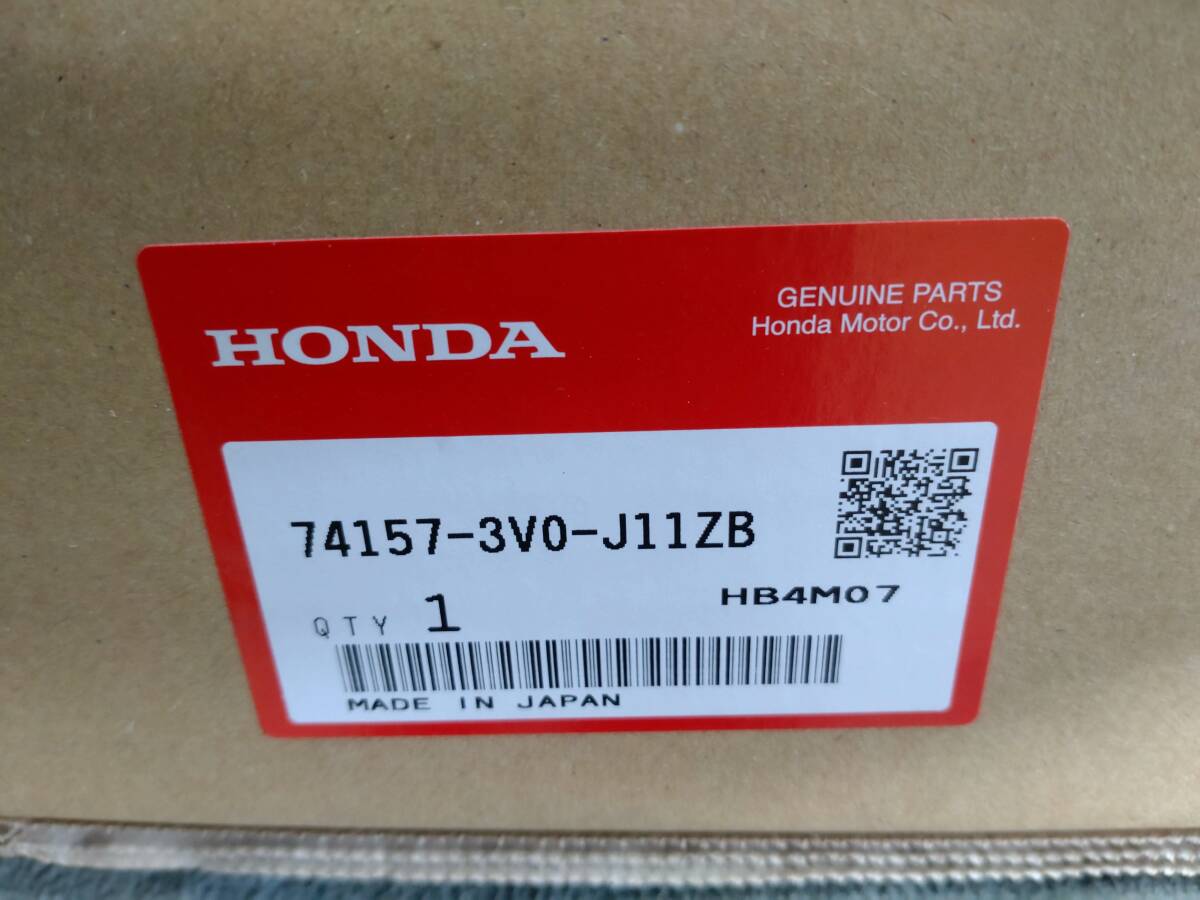 HONDA
GENUINE PARTS
Honda Motor Co., Ltd.
74157-3V0-J11ZB
HB4M07
QTY 1
MADE IN JAPAN